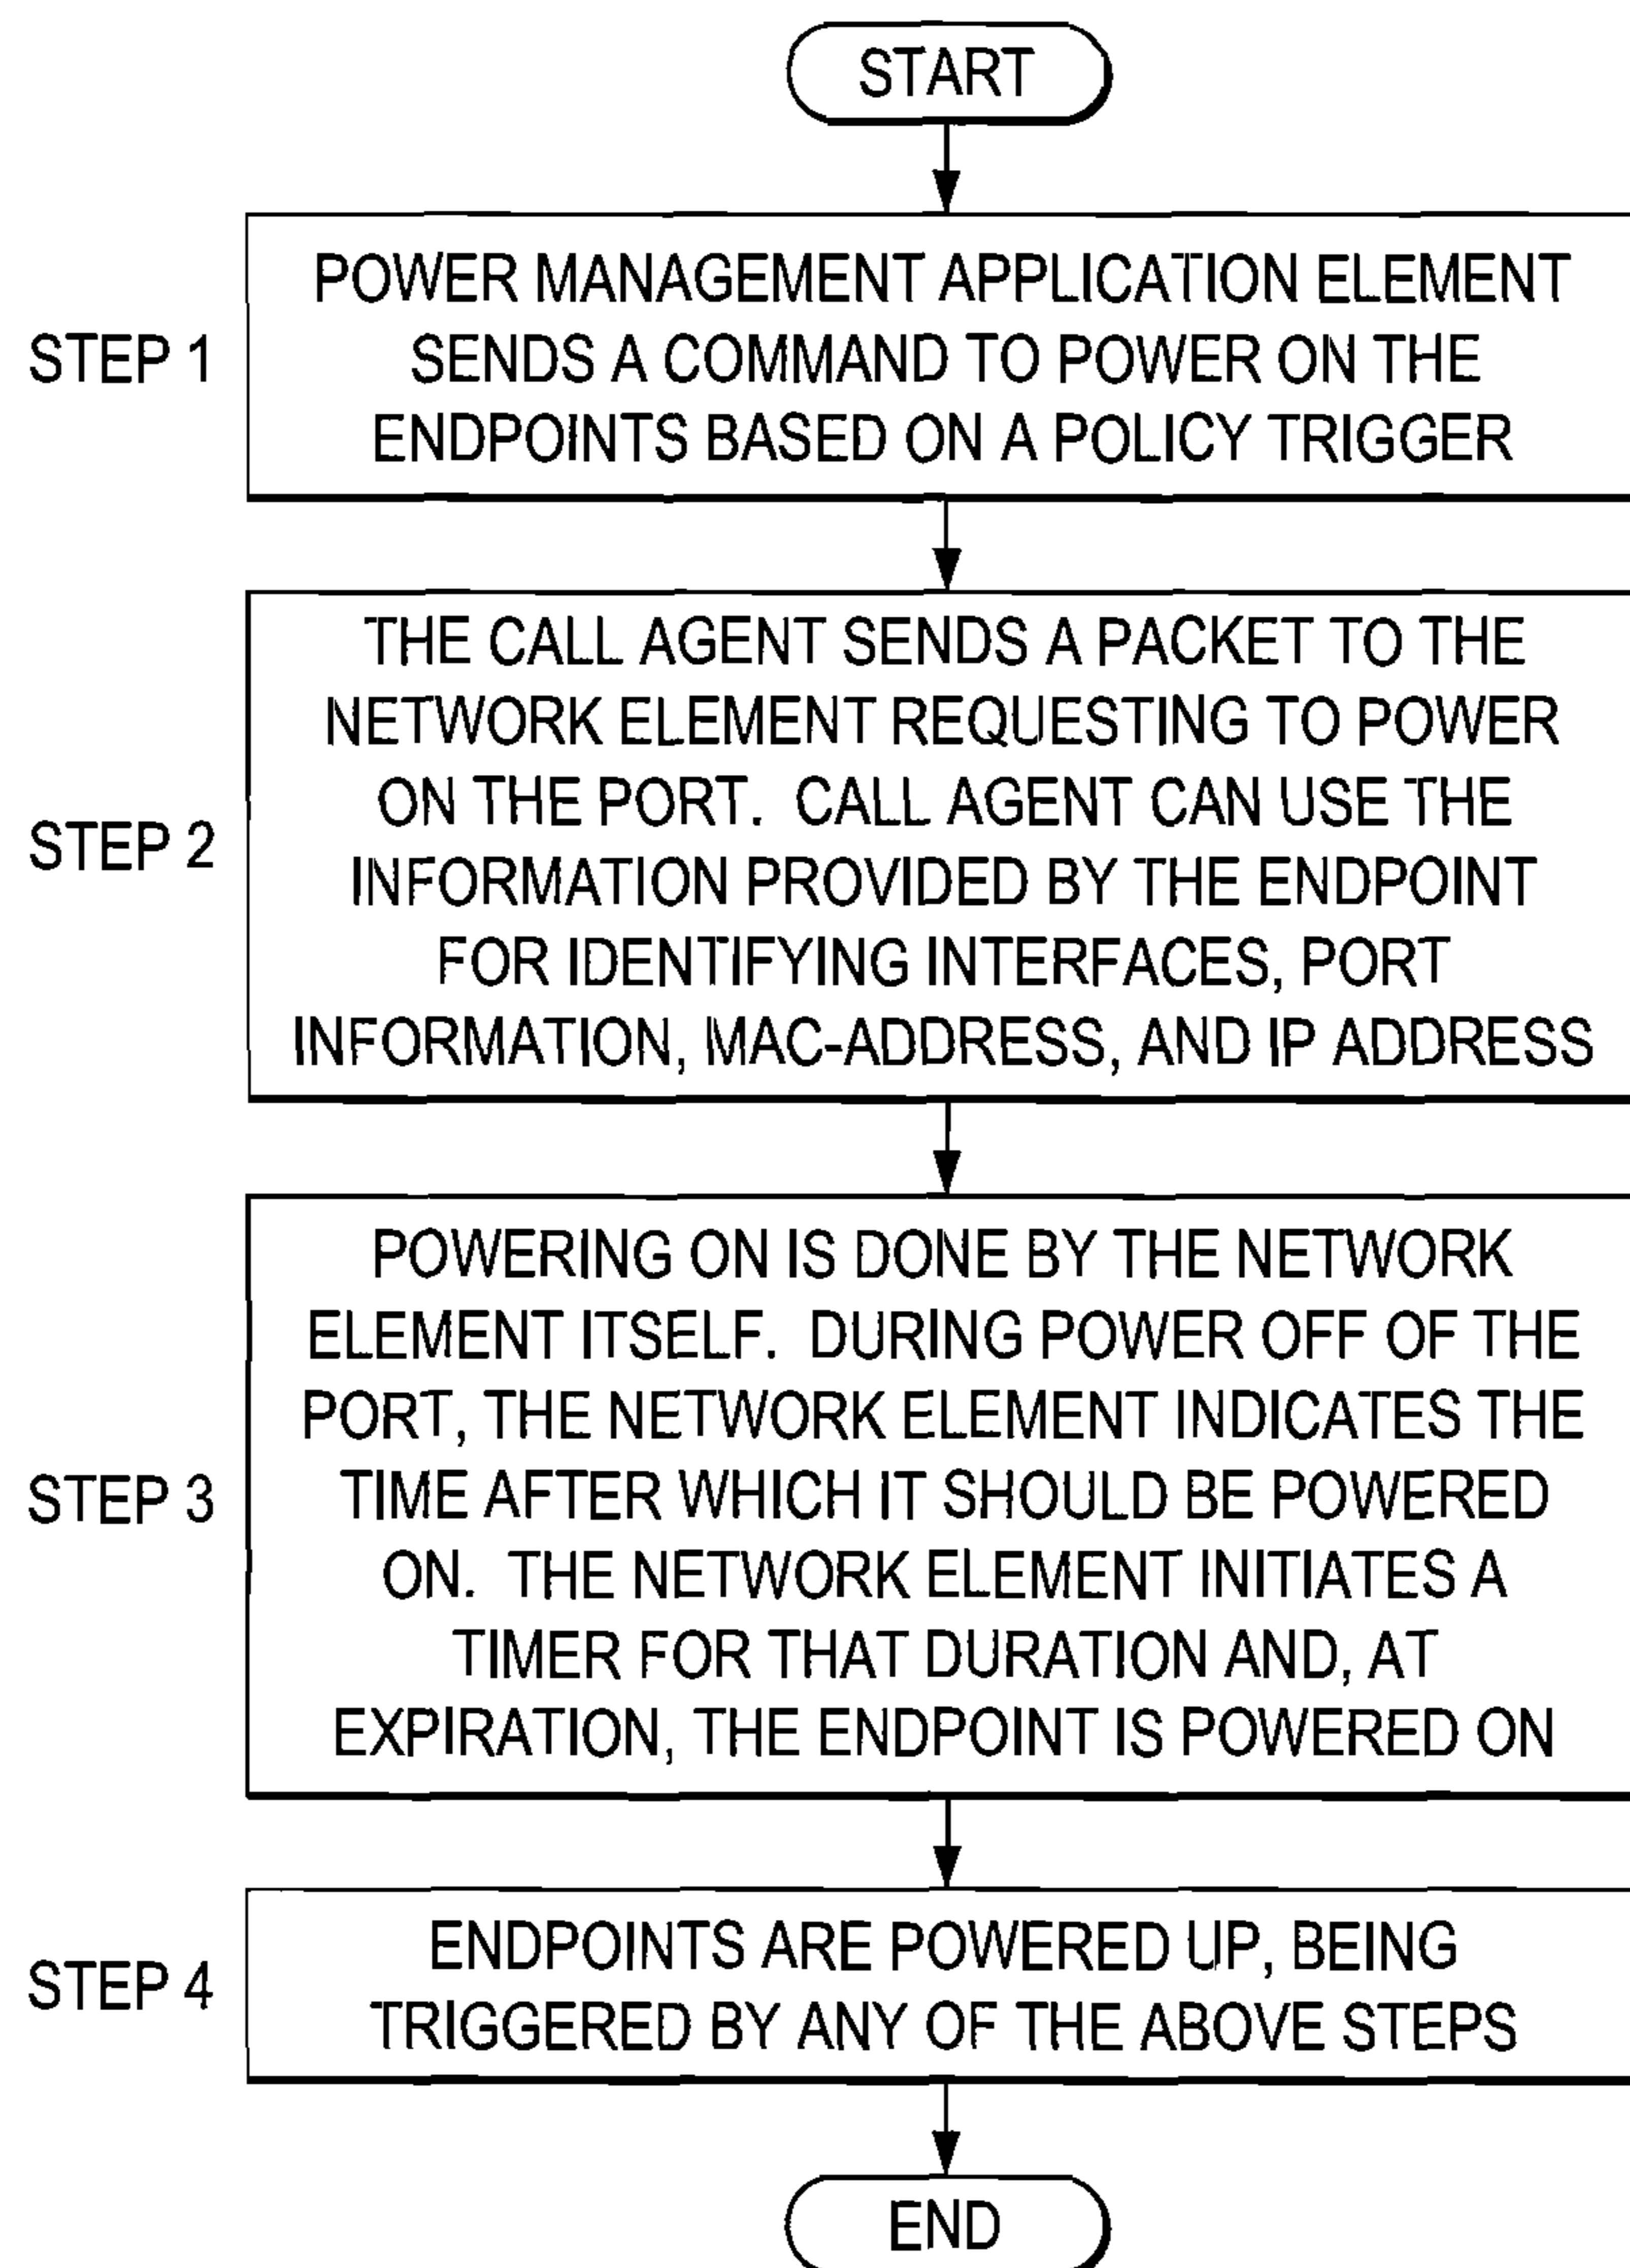 START
STEP 1
POWER MANAGEMENT APPLICATION ELEMENT
SENDS A COMMAND TO POWER ON THE
ENDPOINTS BASED ON A POLICY TRIGGER
STEP 2
THE CALL AGENT SENDS A PACKET TO THE
NETWORK ELEMENT REQUESTING TO POWER
ON THE PORT. CALL AGENT CAN USE THE
INFORMATION PROVIDED BY THE ENDPOINT
FOR IDENTIFYING INTERFACES, PORT
INFORMATION, MAC-ADDRESS, AND IP ADDRESS
STEP 3
POWERING ON IS DONE BY THE NETWORK
ELEMENT ITSELF. DURING POWER OFF OF THE
PORT, THE NETWORK ELEMENT INDICATES THE
TIME AFTER WHICH IT SHOULD BE POWERED
ON. THE NETWORK ELEMENT INITIATES A
TIMER FOR THAT DURATION AND, AT
EXPIRATION, THE ENDPOINT IS POWERED ON
STEP 4
ENDPOINTS ARE POWERED UP, BEING
TRIGGERED BY ANY OF THE ABOVE STEPS
END